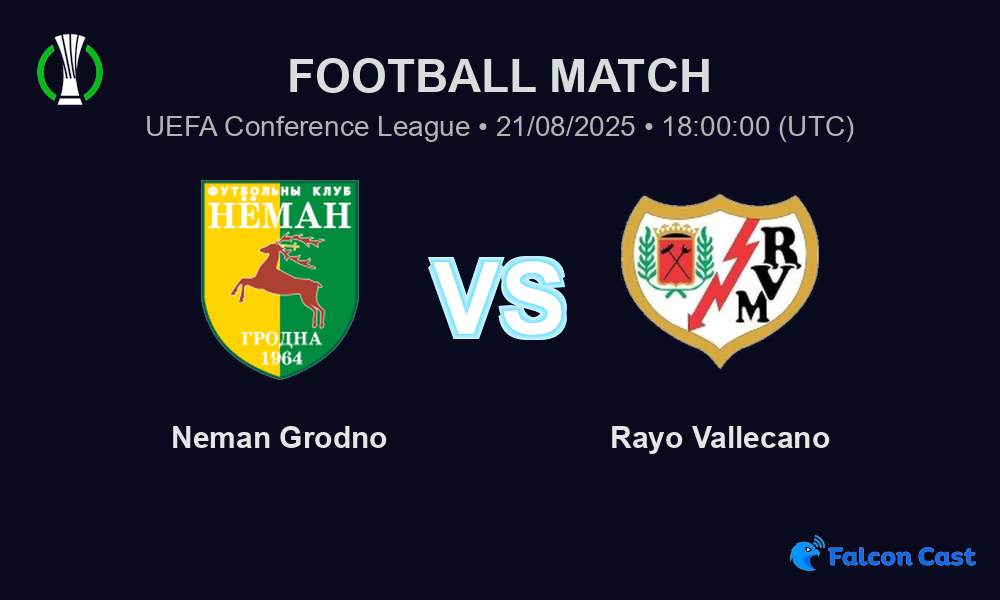 FOOTBALL MATCH
UEFA Conference League • 21/08/2025 • 18:00:00 (UTC)
ФУТБОЛЬНЫ КЛУБ
НЁМАН
ГРОДНА
1964
VS
R
V
M
Neman Grodno
Rayo Vallecano
Falcon Cast